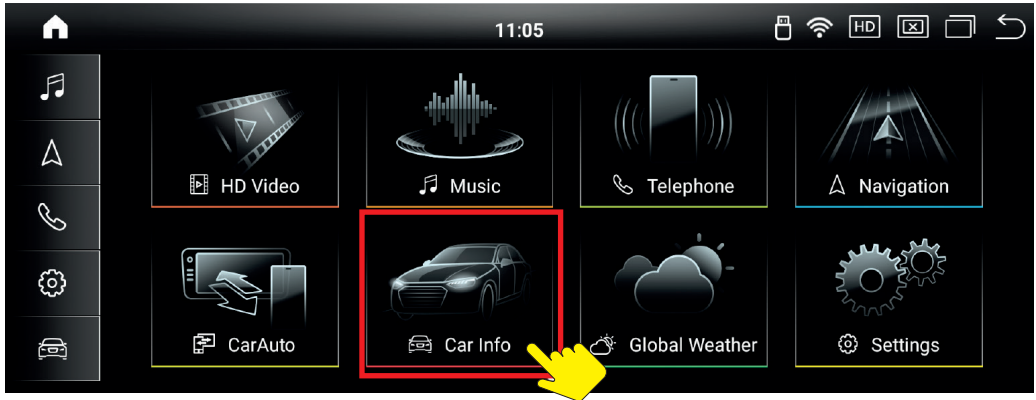 11:05
HD
HD Video
Music
Telephone
Navigation
CarAuto
Car Info
Global Weather
Settings